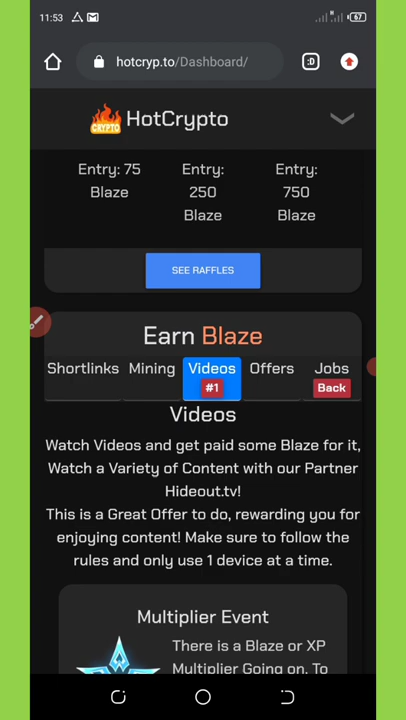 11:53
67
hotcryp.to/Dashboard/
:D
CRYPTO
HotCrypto
Entry: 75 Blaze
Entry: 250 Blaze
Entry: 750 Blaze
SEE RAFFLES
Earn Blaze
Shortlinks Mining Videos Offers Jobs
#1 Back
Videos
Watch Videos and get paid some Blaze for it,
Watch a Variety of Content with our Partner
Hideout.tv!
This is a Great Offer to do, rewarding you for
enjoying content! Make sure to follow the
rules and only use 1 device at a time.
Multiplier Event
There is a Blaze or XP
Multiplier Going on. To